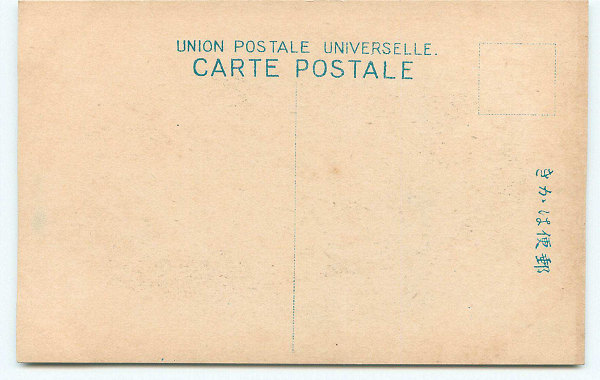 UNION POSTALE UNIVERSELLE.
CARTE POSTALE
きかは便郵